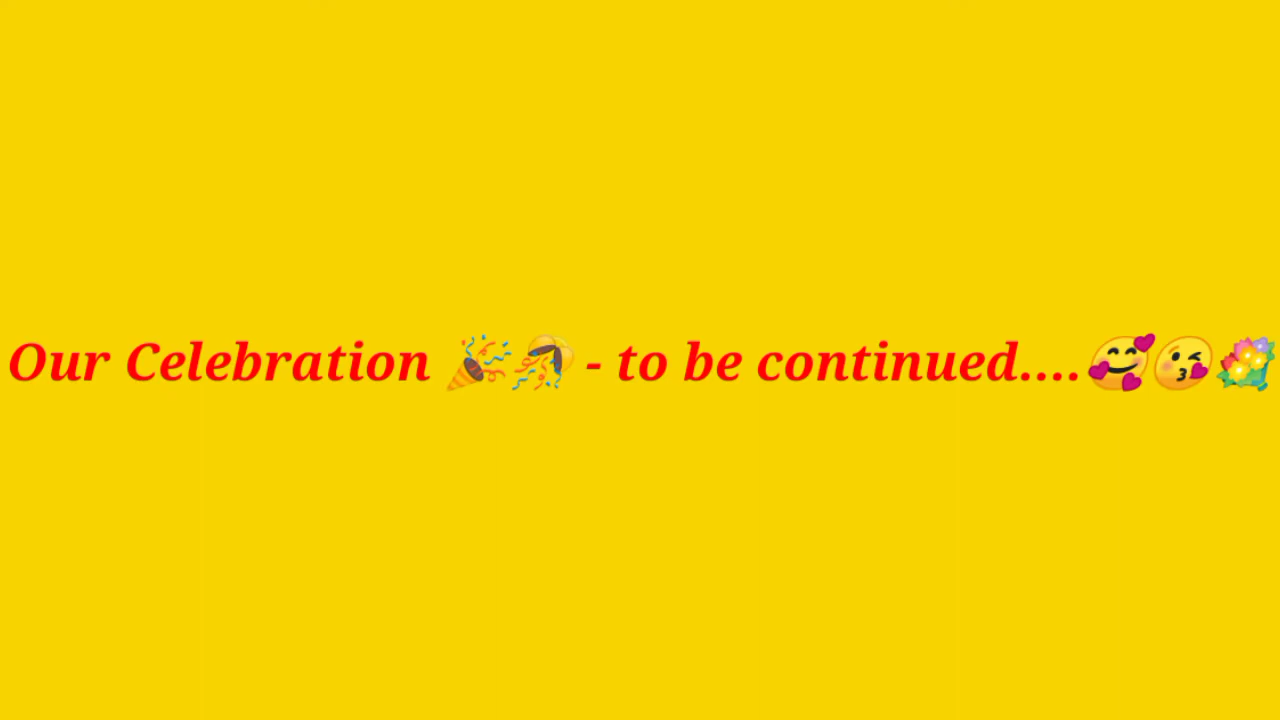 Our Celebration 🎉🎊 - to be continued....🥰😘💐